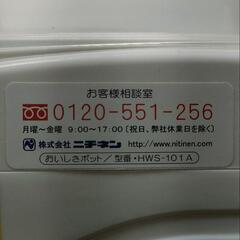 お客様相談室
0120-551-256
月曜～金曜 9:00～17:00(祝日、弊社休業日を除く)
株式会社 ニチネン http://www.nitinen.com
おいしさポット/型番・HWS-101A